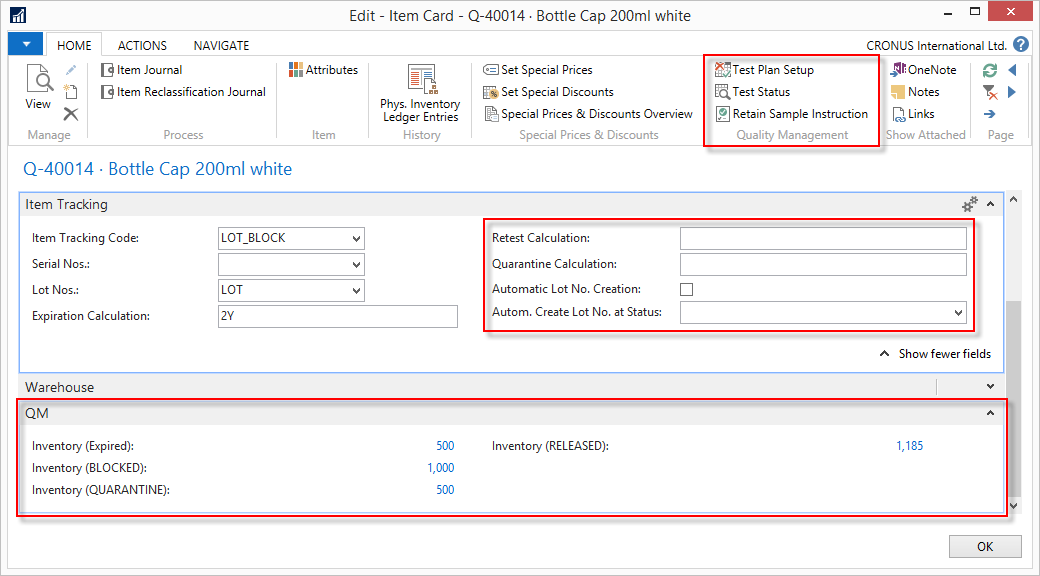 Edit - Item Card - Q-40014 · Bottle Cap 200ml white
HOME ACTIONS NAVIGATE CRONUS International Ltd. ?
View
Manage
Item Journal
Item Reclassification Journal
Process
Attributes
Item
Phys. Inventory
Ledger Entries
History
Set Special Prices
Set Special Discounts
Special Prices & Discounts Overview
Special Prices & Discounts
Test Plan Setup
Test Status
Retain Sample Instruction
Quality Management
OneNote
Notes
Links
Show Attached
Page
Q-40014 · Bottle Cap 200ml white
Item Tracking
Item Tracking Code: LOT_BLOCK
Serial Nos.:
Lot Nos.: LOT
Expiration Calculation: 2Y
Retest Calculation:
Quarantine Calculation:
Automatic Lot No. Creation:
Autom. Create Lot No. at Status:
Show fewer fields
Warehouse
QM
Inventory (Expired): 500
Inventory (BLOCKED): 1,000
Inventory (QUARANTINE): 500
Inventory (RELEASED): 1,185
OK